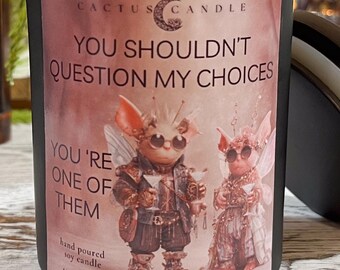 CACTUS CANDLE
YOU SHOULDN'T
QUESTION MY CHOICES
YOU 'RE
ONE OF
THEM
hand poured
soy candle